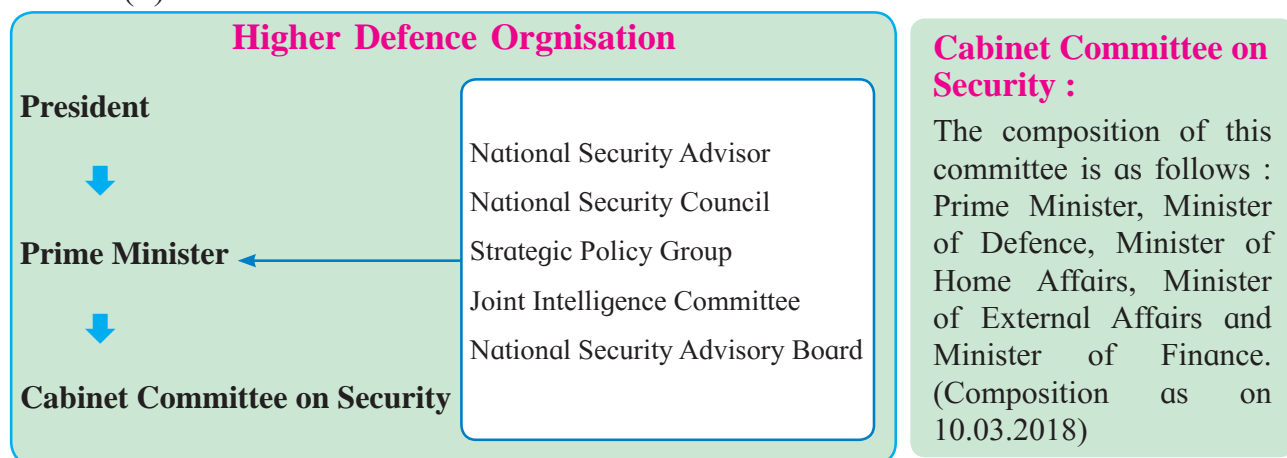 Higher Defence Orgnisation
President
Prime Minister
Cabinet Committee on Security
National Security Advisor
National Security Council
Strategic Policy Group
Joint Intelligence Committee
National Security Advisory Board
Cabinet Committee on
Security :
The composition of this
committee is as follows :
Prime Minister, Minister
of Defence, Minister of
Home Affairs, Minister
of External Affairs and
Minister of Finance.
(Composition as on
10.03.2018)